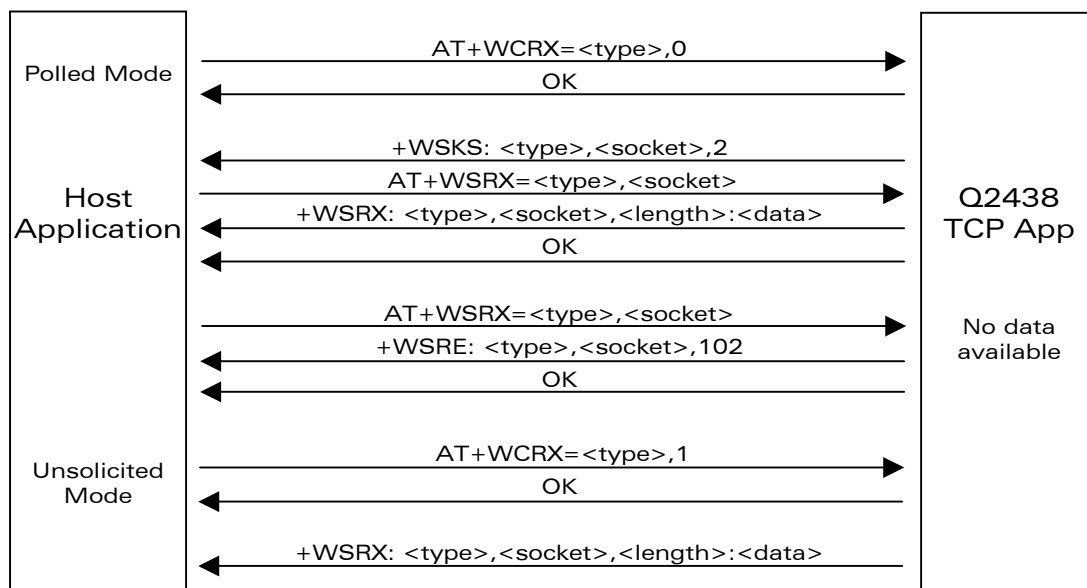 AT+WCRX=<type>,0
Polled Mode
OK
+WSKS: <type>,<socket>,2
AT+WSRX=<type>,<socket>
Host
Application
Q2438
TCP App
+WSRX: <type>,<socket>,<length>:<data>
OK
AT+WSRX=<type>,<socket>
No data
available
+WSRE: <type>,<socket>,102
OK
AT+WCRX=<type>,1
Unsolicited
Mode
OK
+WSRX: <type>,<socket>,<length>:<data>